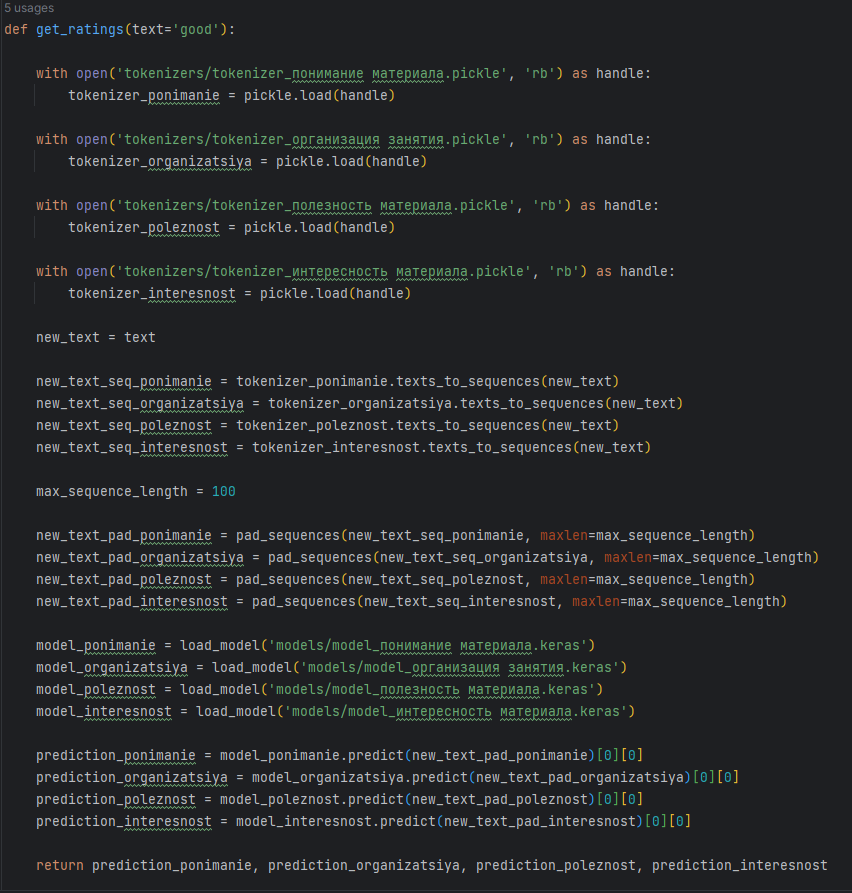 5 usages
def get_ratings(text='good'):
with open('tokenizers/tokenizer_понимание материала.pickle', 'rb') as handle:
tokenizer_ponimanie = pickle.load(handle)
with open('tokenizers/tokenizer_организация занятия.pickle', 'rb') as handle:
tokenizer_organizatsiya = pickle.load(handle)
with open('tokenizers/tokenizer_полезность материала.pickle', 'rb') as handle:
tokenizer_poleznost = pickle.load(handle)
with open('tokenizers/tokenizer_интересность материала.pickle', 'rb') as handle:
tokenizer_interesnost = pickle.load(handle)
new_text = text
new_text_seq_ponimanie = tokenizer_ponimanie.texts_to_sequences(new_text)
new_text_seq_organizatsiya = tokenizer_organizatsiya.texts_to_sequences(new_text)
new_text_seq_poleznost = tokenizer_poleznost.texts_to_sequences(new_text)
new_text_seq_interesnost = tokenizer_interesnost.texts_to_sequences(new_text)
max_sequence_length = 100
new_text_pad_ponimanie = pad_sequences(new_text_seq_ponimanie, maxlen=max_sequence_length)
new_text_pad_organizatsiya = pad_sequences(new_text_seq_organizatsiya, maxlen=max_sequence_length)
new_text_pad_poleznost = pad_sequences(new_text_seq_poleznost, maxlen=max_sequence_length)
new_text_pad_interesnost = pad_sequences(new_text_seq_interesnost, maxlen=max_sequence_length)
model_ponimanie = load_model('models/model_понимание материала.keras')
model_organizatsiya = load_model('models/model_организация занятия.keras')
model_poleznost = load_model('models/model_полезность материала.keras')
model_interesnost = load_model('models/model_интересность материала.keras')
prediction_ponimanie = model_ponimanie.predict(new_text_pad_ponimanie)[0][0]
prediction_organizatsiya = model_organizatsiya.predict(new_text_pad_organizatsiya)[0][0]
prediction_poleznost = model_poleznost.predict(new_text_pad_poleznost)[0][0]
prediction_interesnost = model_interesnost.predict(new_text_pad_interesnost)[0][0]
return prediction_ponimanie, prediction_organizatsiya, prediction_poleznost, prediction_interesnost